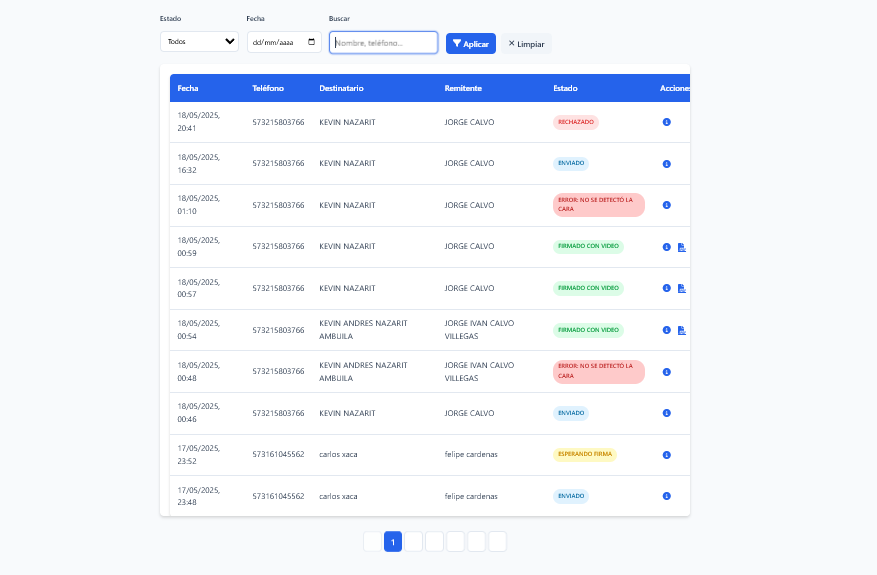 Estado Fecha Buscar
Todos dd/mm/aaaa Nombre, teléfono... Aplicar × Limpiar
Fecha Teléfono Destinatario Remitente Estado Acciones
18/05/2025, 20:41 573215803766 KEVIN NAZARIT JORGE CALVO RECHAZADO
18/05/2025, 16:32 573215803766 KEVIN NAZARIT JORGE CALVO ENVIADO
18/05/2025, 01:10 573215803766 KEVIN NAZARIT JORGE CALVO ERROR: NO SE DETECTÓ LA CARA
18/05/2025, 00:59 573215803766 KEVIN NAZARIT JORGE CALVO FIRMADO CON VIDEO
18/05/2025, 00:57 573215803766 KEVIN NAZARIT JORGE CALVO FIRMADO CON VIDEO
18/05/2025, 00:54 573215803766 KEVIN ANDRES NAZARIT AMBUILA JORGE IVAN CALVO VILLEGAS FIRMADO CON VIDEO
18/05/2025, 00:48 573215803766 KEVIN ANDRES NAZARIT AMBUILA JORGE IVAN CALVO VILLEGAS ERROR: NO SE DETECTÓ LA CARA
18/05/2025, 00:46 573215803766 KEVIN NAZARIT JORGE CALVO ENVIADO
17/05/2025, 23:52 573161045562 carlos xaca felipe cardenas ESPERANDO FIRMA
17/05/2025, 23:48 573161045562 carlos xaca felipe cardenas ENVIADO
1